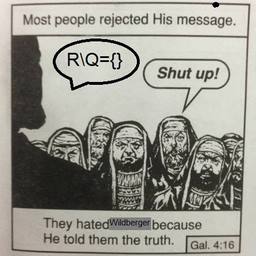 Most people rejected His message.
R\Q={}
Shut up!
They hated Wildberger because
He told them the truth.
Gal. 4:16